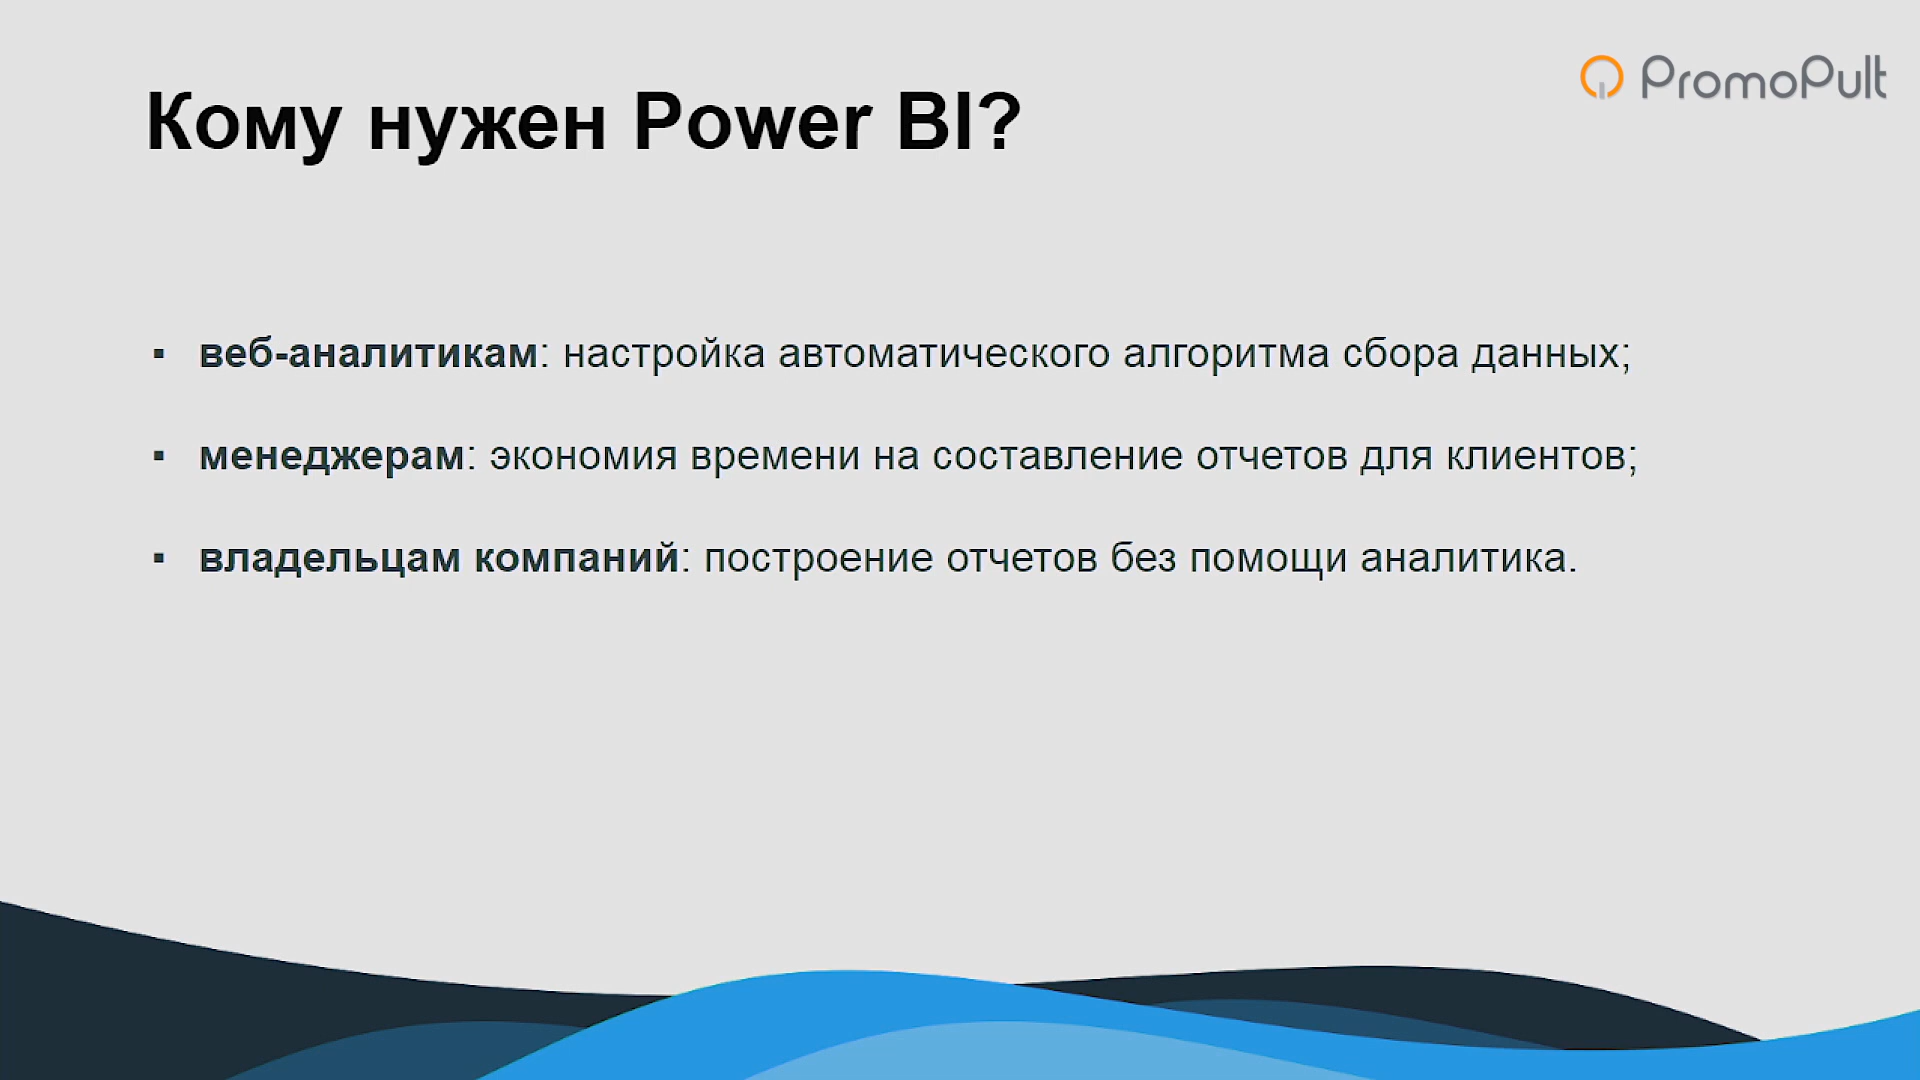 PromoPult
Кому нужен Power BI?
▪ веб-аналитикам: настройка автоматического алгоритма сбора данных;
▪ менеджерам: экономия времени на составление отчетов для клиентов;
▪ владельцам компаний: построение отчетов без помощи аналитика.